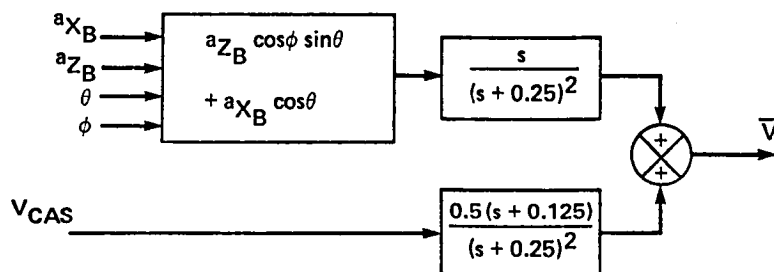 aXB
aZB
θ
φ
aZB cosφ sinθ
+ aXB cosθ
s
(s + 0.25)2
+
+
V̅
VCAS
0.5 (s + 0.125)
(s + 0.25)2